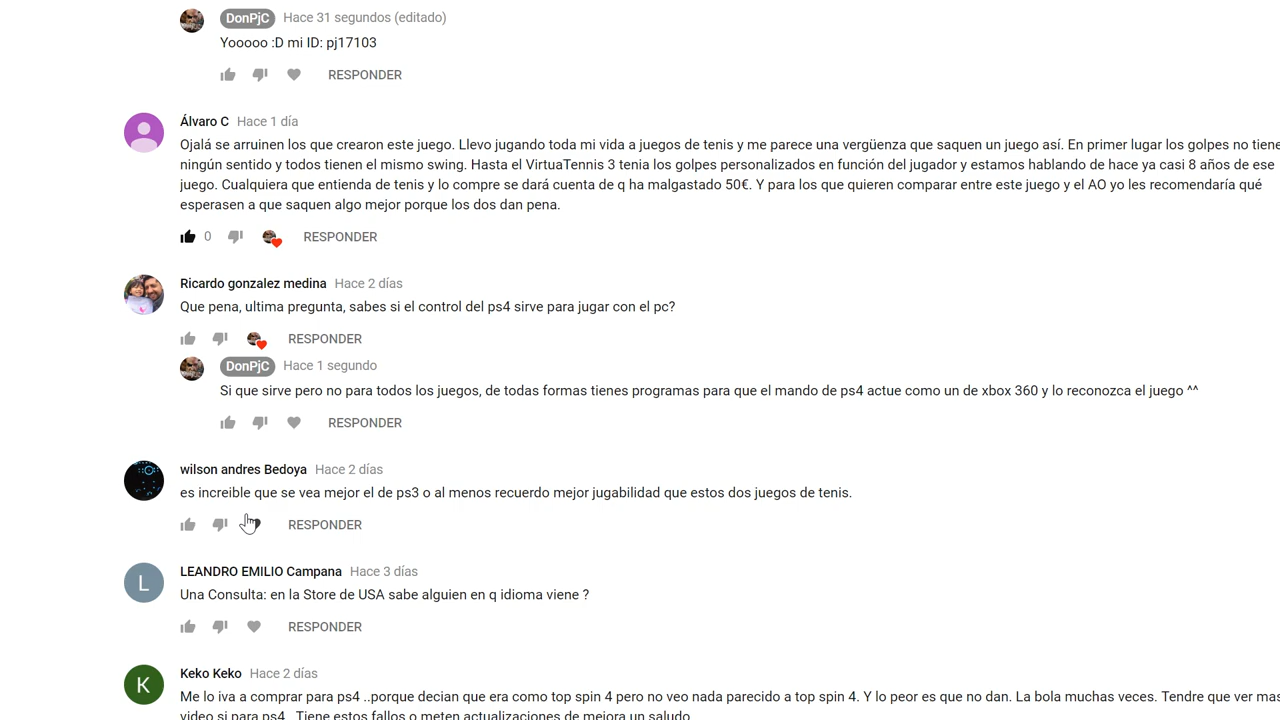 DonPjC Hace 31 segundos (editado)
Yooooo :D mi ID: pj17103
RESPONDER
Álvaro C Hace 1 día
Ojalá se arruinen los que crearon este juego. Llevo jugando toda mi vida a juegos de tenis y me parece una vergüenza que saquen un juego así. En primer lugar los golpes no tiene
ningún sentido y todos tienen el mismo swing. Hasta el VirtuaTennis 3 tenia los golpes personalizados en función del jugador y estamos hablando de hace ya casi 8 años de ese
juego. Cualquiera que entienda de tenis y lo compre se dará cuenta de q ha malgastado 50€. Y para los que quieren comparar entre este juego y el AO yo les recomendaría qué
esperasen a que saquen algo mejor porque los dos dan pena.
0 RESPONDER
Ricardo gonzalez medina Hace 2 días
Que pena, ultima pregunta, sabes si el control del ps4 sirve para jugar con el pc?
RESPONDER
DonPjC Hace 1 segundo
Si que sirve pero no para todos los juegos, de todas formas tienes programas para que el mando de ps4 actue como un de xbox 360 y lo reconozca el juego ^^
RESPONDER
wilson andres Bedoya Hace 2 días
es increible que se vea mejor el de ps3 o al menos recuerdo mejor jugabilidad que estos dos juegos de tenis.
RESPONDER
L
LEANDRO EMILIO Campana Hace 3 días
Una Consulta: en la Store de USA sabe alguien en q idioma viene ?
RESPONDER
K
Keko Keko Hace 2 días
Me lo iva a comprar para ps4 ..porque decian que era como top spin 4 pero no veo nada parecido a top spin 4. Y lo peor es que no dan. La bola muchas veces. Tendre que ver mas
video si para ps4 . Tiene estos fallos o meten actualizaciones de mejora un saludo